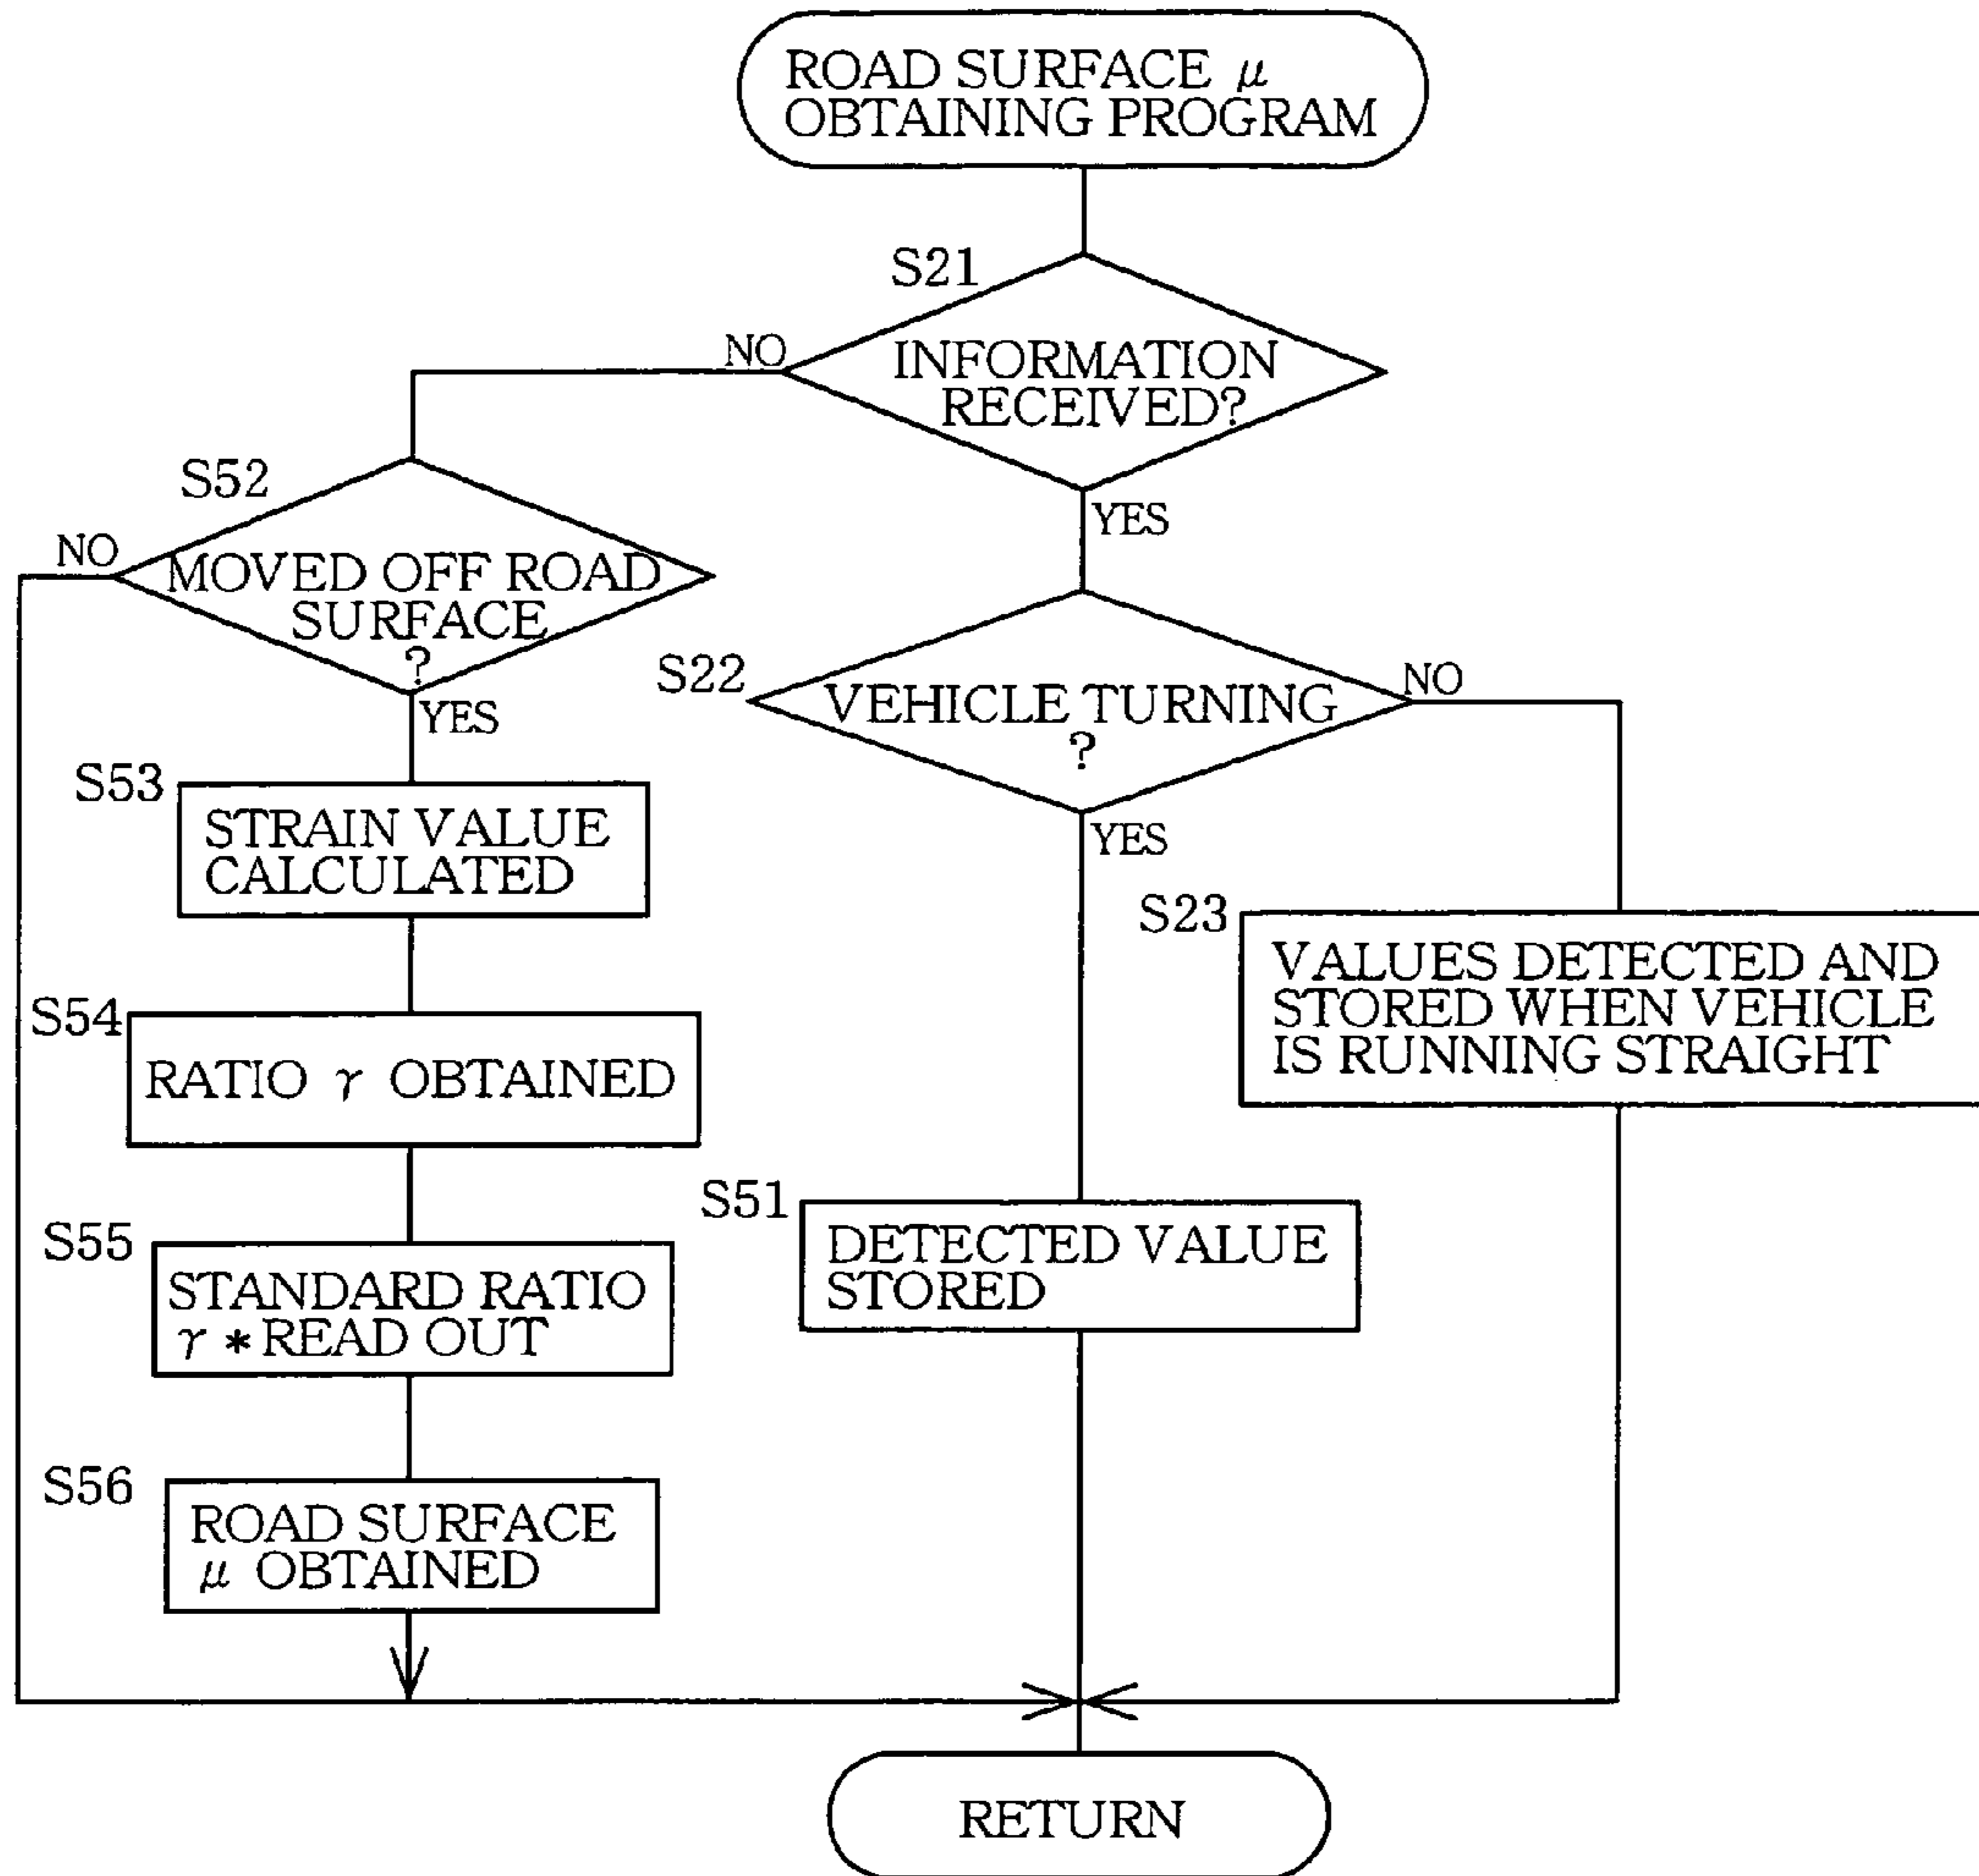 ROAD SURFACE μ
OBTAINING PROGRAM
S21
NO
INFORMATION
RECEIVED?
YES
S52
NO
MOVED OFF ROAD
SURFACE
?
YES
S22
VEHICLE TURNING
?
NO
YES
S53
STRAIN VALUE
CALCULATED
S23
VALUES DETECTED AND
STORED WHEN VEHICLE
IS RUNNING STRAIGHT
S54
RATIO γ OBTAINED
S51
DETECTED VALUE
STORED
S55
STANDARD RATIO
γ * READ OUT
S56
ROAD SURFACE
μ OBTAINED
RETURN